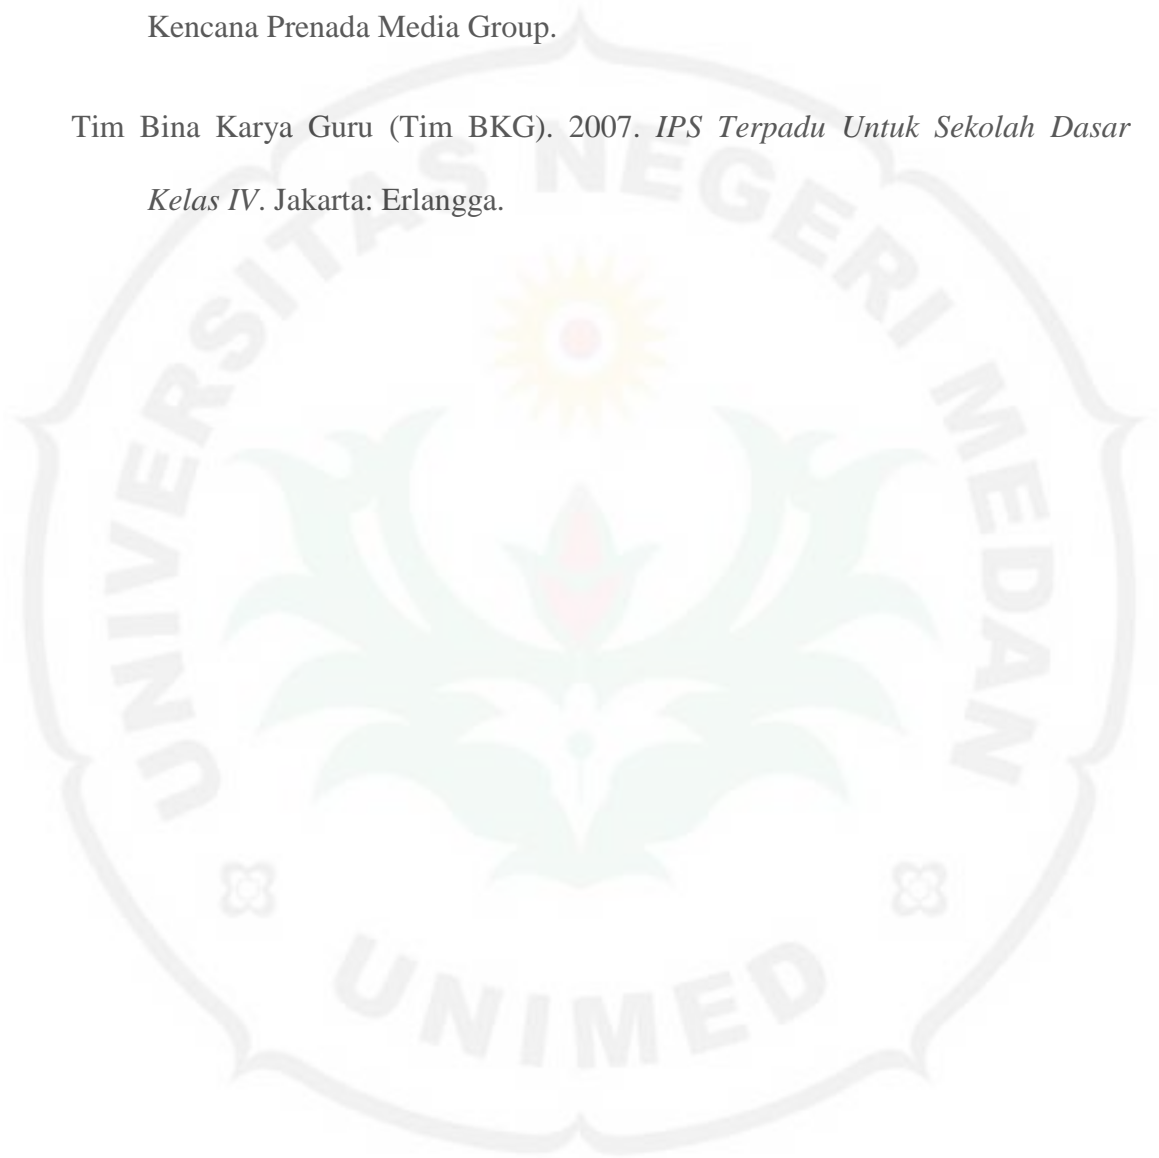 Kencana Prenada Media Group.
Tim Bina Karya Guru (Tim BKG). 2007. IPS Terpadu Untuk Sekolah Dasar
Kelas IV. Jakarta: Erlangga.
UNIVERSITAS NEGERI MEDAN
UNIMED